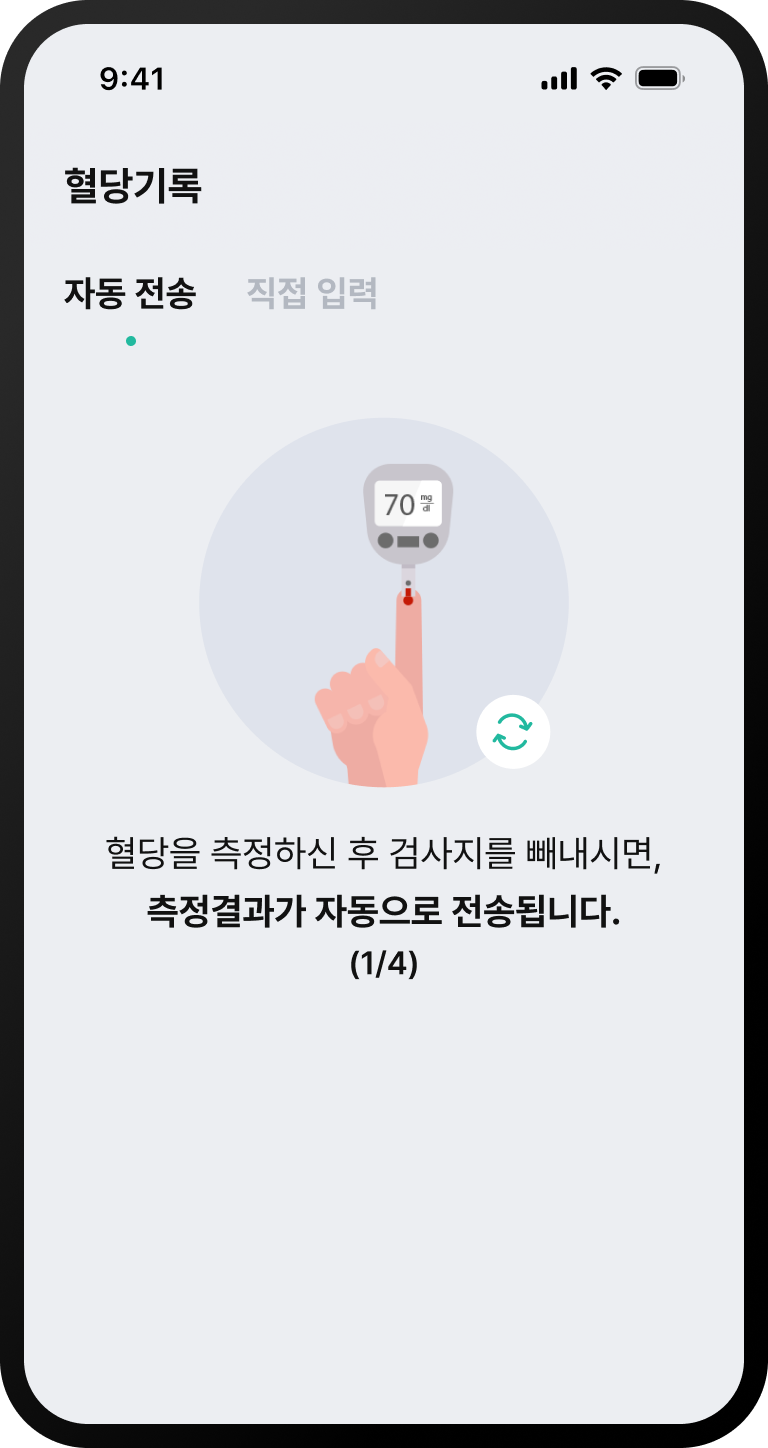 9:41
혈당기록
자동 전송 직접 입력
70 mg
dl
혈당을 측정하신 후 검사지를 빼내시면,
측정결과가 자동으로 전송됩니다.
(1/4)